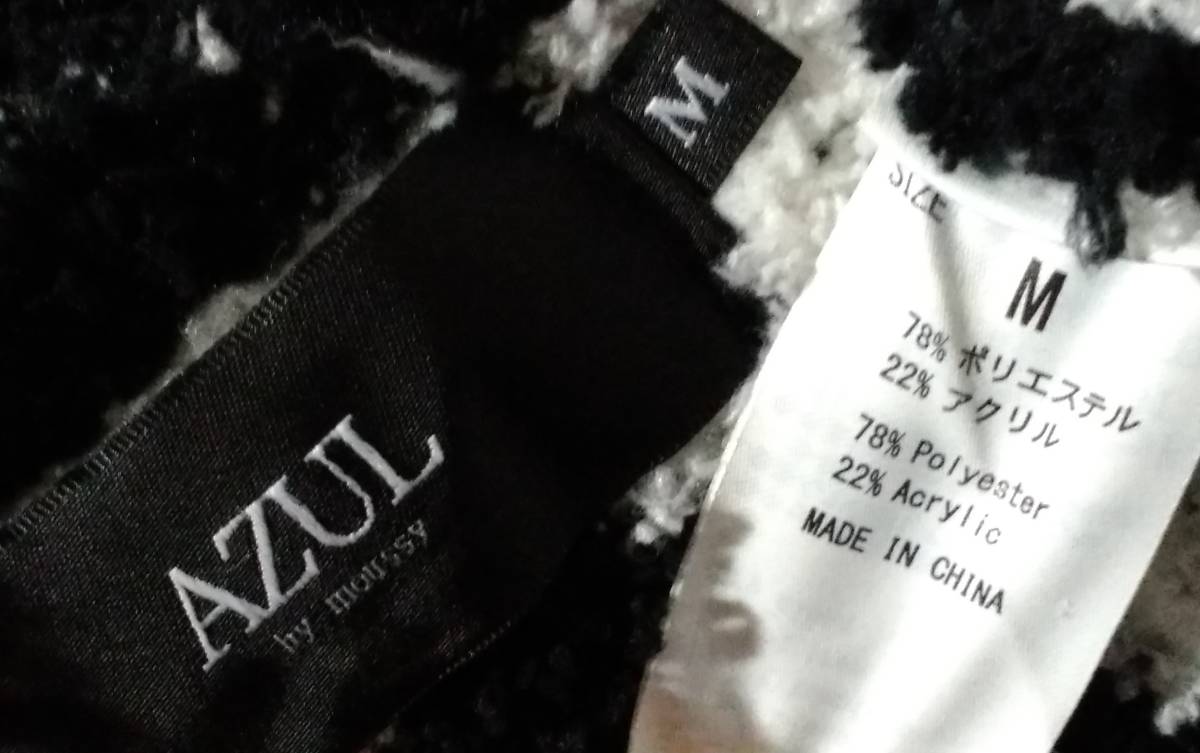 M
AZUL
by moussy
SIZE
M
78% ポリエステル
22% アクリル
78% Polyester
22% Acrylic
MADE IN CHINA